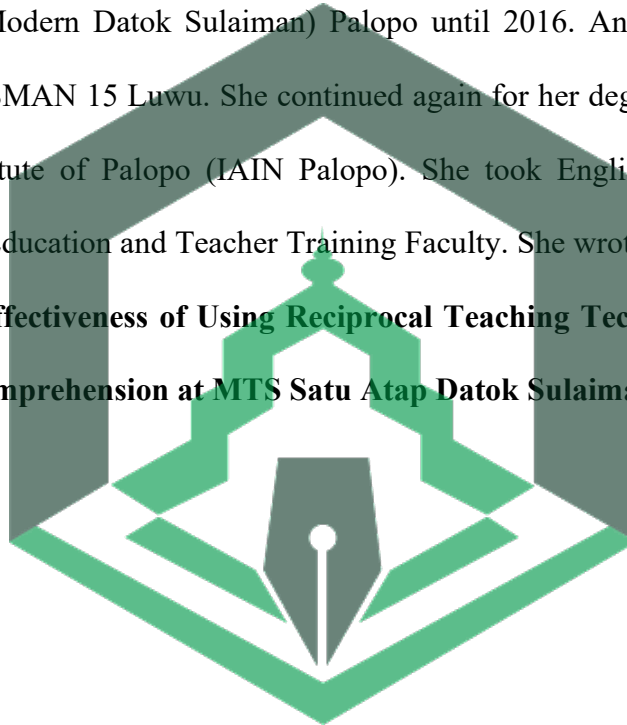 Modern Datok Sulaiman) Palopo until 2016. An
MAN 15 Luwu. She continued again for her deg
tute of Palopo (IAIN Palopo). She took Engli
ducation and Teacher Training Faculty. She wrot
ffectiveness of Using Reciprocal Teaching Tec
mprehension at MTS Satu Atap Datok Sulaima